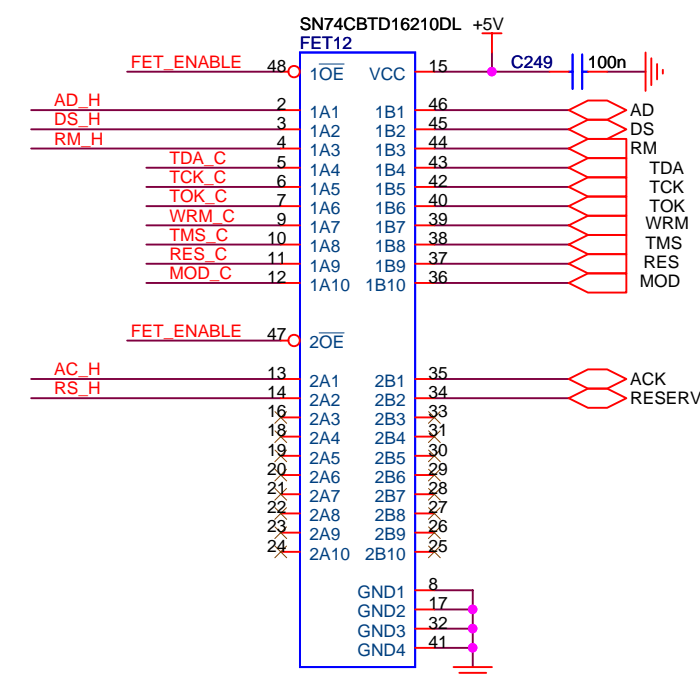 SN74CBTD16210DL +5V
FET12
FET_ENABLE 48 1OE VCC 15 C249 100n
AD_H 2 1A1 1B1 46 AD
DS_H 3 1A2 1B2 45 DS
RM_H 4 1A3 1B3 44 RM
TDA_C 5 1A4 1B4 43 TDA
TCK_C 6 1A5 1B5 42 TCK
TOK_C 7 1A6 1B6 40 TOK
WRM_C 9 1A7 1B7 39 WRM
TMS_C 10 1A8 1B8 38 TMS
RES_C 11 1A9 1B9 37 RES
MOD_C 12 1A10 1B10 36 MOD
FET_ENABLE 47 2OE
AC_H 13 2A1 2B1 35 ACK
RS_H 14 2A2 2B2 34 RESERV
16 2A3 2B3 33
18 2A4 2B4 31
19 2A5 2B5 30
20 2A6 2B6 29
21 2A7 2B7 28
22 2A8 2B8 27
23 2A9 2B9 26
24 2A10 2B10 25
GND1 8
GND2 17
GND3 32
GND4 41